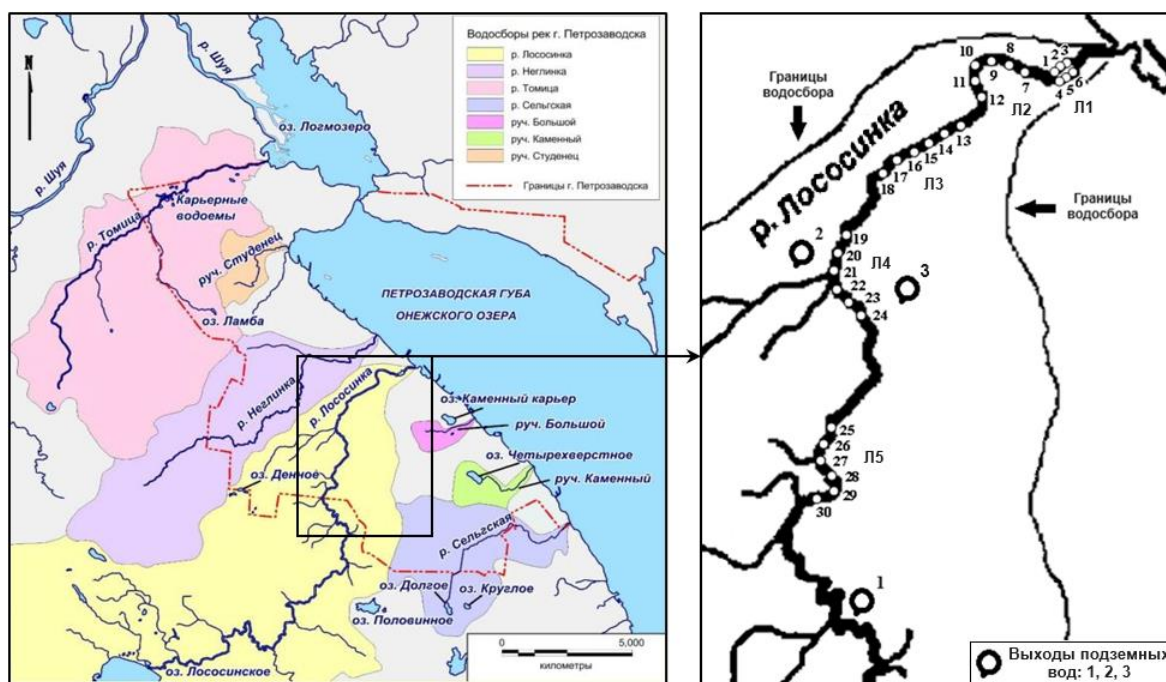 Водосборы рек г. Петрозаводска
р. Лососинка
р. Неглинка
р. Томица
р. Сельгская
руч. Большой
руч. Каменный
руч. Студенец
Границы г. Петрозаводска
N
р. Шуя
р. Шуя
оз. Логмозеро
Карьерные
водоемы
р. Томица
руч. Студенец
оз. Ламба
ПЕТРОЗАВОДСКАЯ ГУБА
ОНЕЖСКОГО ОЗЕРА
р. Неглинка
р. Лососинка
оз. Каменный карьер
руч. Большой
оз. Четырехверстное
руч. Каменный
оз. Денное
р. Сельгская
оз. Долгое
оз. Круглое
оз. Половинное
оз. Лососинское
0 5,000
километры
Границы
водосбора
р. Лососинка
Границы
водосбора
10
8
1
2
3
11
9
7
4
5
6
12
Л2
Л1
13
14
15
16
17
18
Л3
2
19
20
21
Л4
3
22
23
24
25
26
27
Л5
28
29
30
1
Выходы подземных
вод: 1, 2, 3